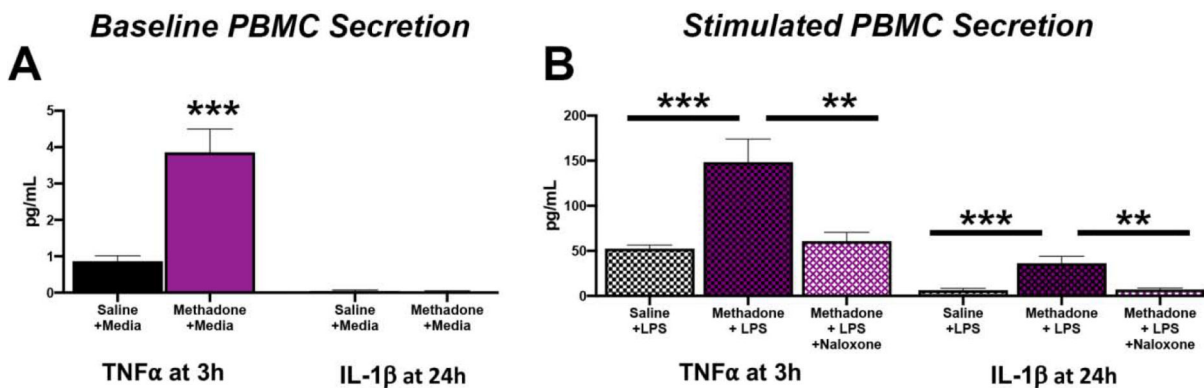 Baseline PBMC Secretion
A
***
5
4
3
2
1
0
pg/mL
Saline
+Media
Methadone
+Media
Saline
+Media
Methadone
+Media
TNFα at 3h
IL-1β at 24h
Stimulated PBMC Secretion
B
***
**
***
**
200
150
100
50
0
pg/mL
Saline
+LPS
Methadone
+ LPS
Methadone
+ LPS
+Naloxone
Saline
+LPS
Methadone
+ LPS
Methadone
+ LPS
+Naloxone
TNFα at 3h
IL-1β at 24h